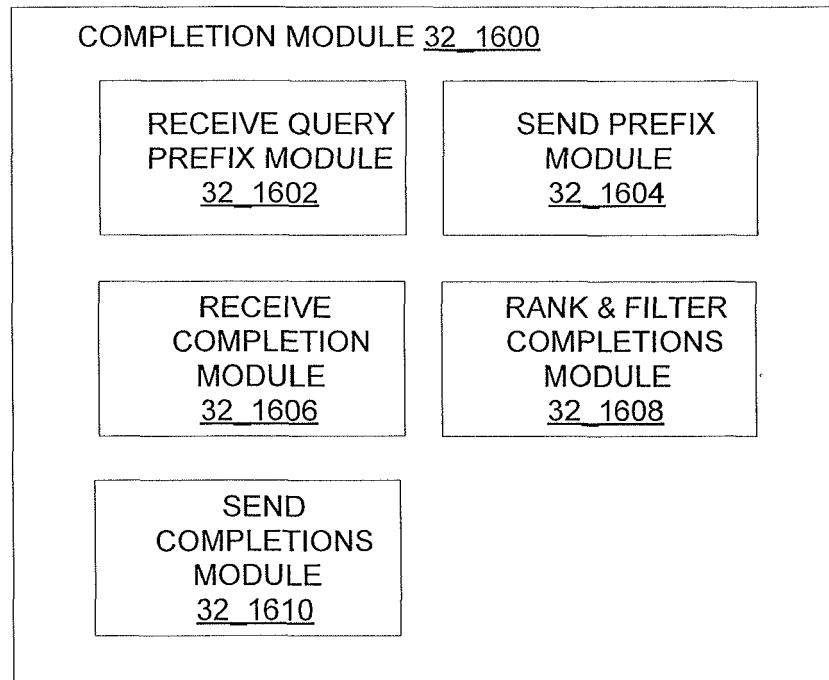 COMPLETION MODULE 32_1600
RECEIVE QUERY
PREFIX MODULE
32_1602
SEND PREFIX
MODULE
32_1604
RECEIVE
COMPLETION
MODULE
32_1606
RANK & FILTER
COMPLETIONS
MODULE
32_1608
SEND
COMPLETIONS
MODULE
32_1610